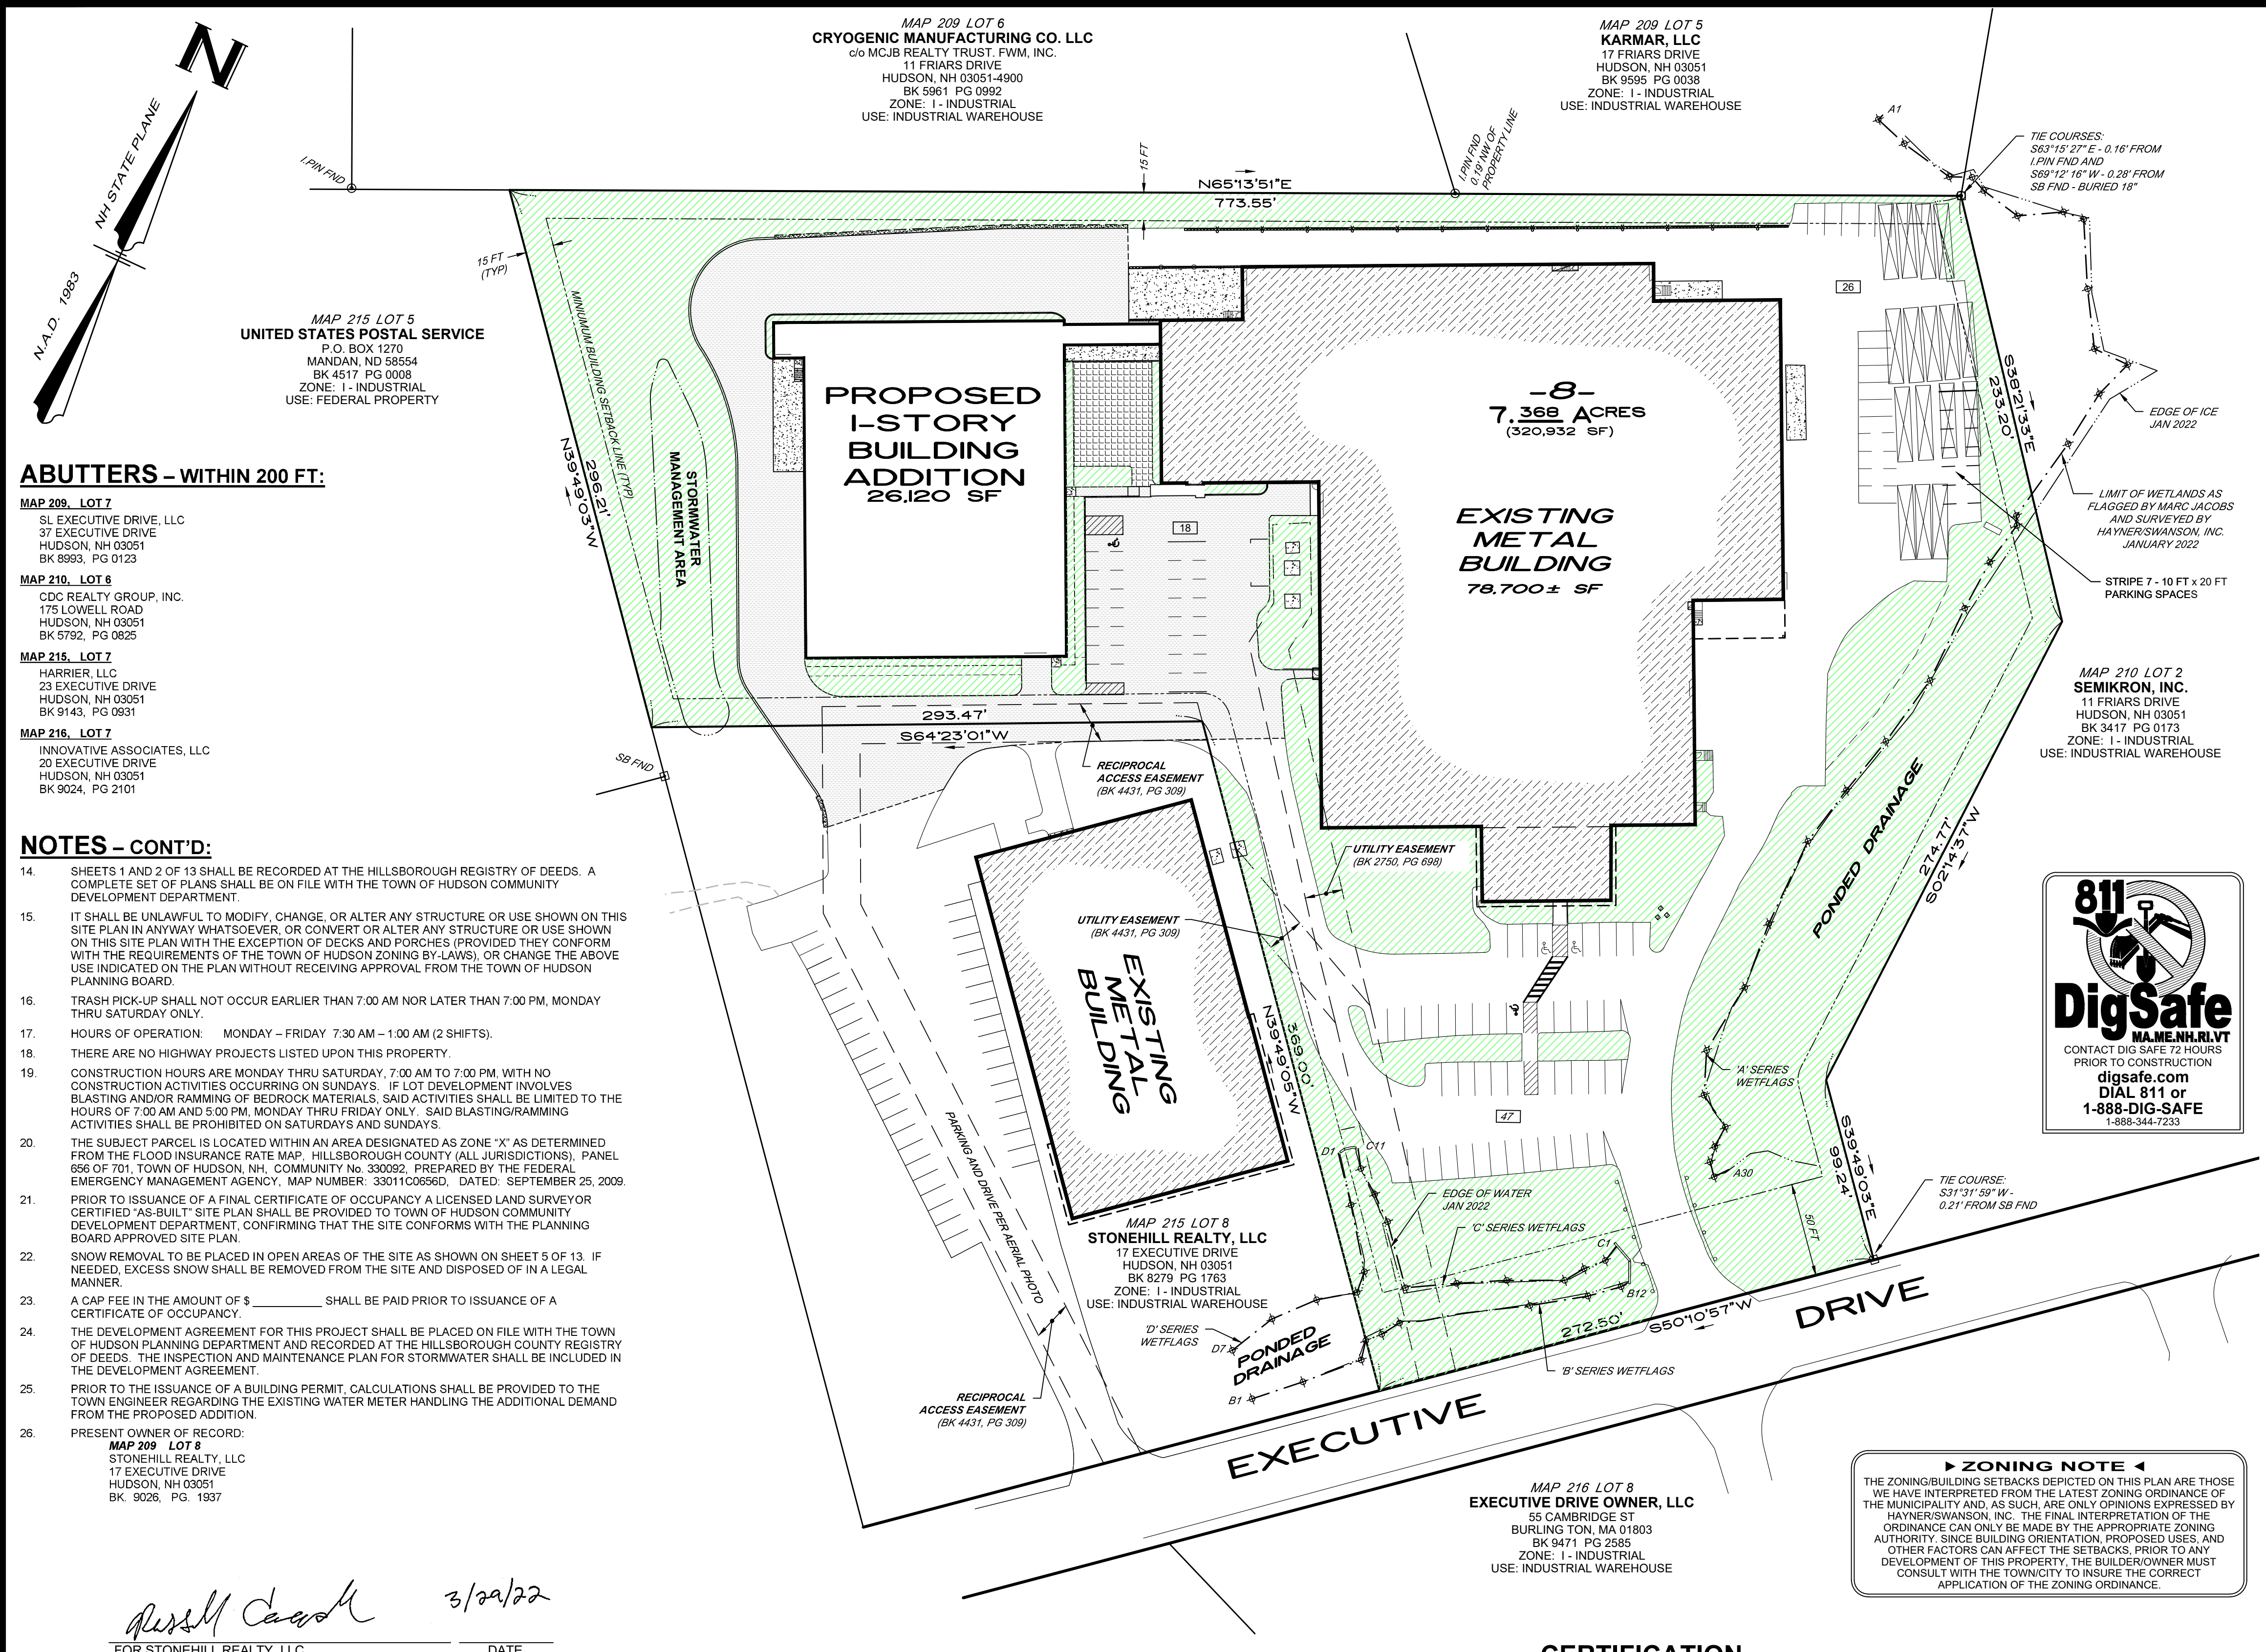 N
NH STATE PLANE
N.A.D. 1983
MAP 209 LOT 6
CRYOGENIC MANUFACTURING CO. LLC
c/o MCJB REALTY TRUST. FWM, INC.
11 FRIARS DRIVE
HUDSON, NH 03051-4900
BK 5961 PG 0992
ZONE: I - INDUSTRIAL
USE: INDUSTRIAL WAREHOUSE
MAP 209 LOT 5
KARMAR, LLC
17 FRIARS DRIVE
HUDSON, NH 03051
BK 9595 PG 0038
ZONE: I - INDUSTRIAL
USE: INDUSTRIAL WAREHOUSE
A1
TIE COURSES:
S63°15' 27" E - 0.16' FROM
I.PIN FND AND
S69°12' 16" W - 0.28' FROM
SB FND - BURIED 18"
I.PIN FND
I.PIN FND
0.19' NW OF
PROPERTY LINE
15 FT
N65°13'51"E
773.55'
15 FT
(TYP)
MINIUMUM BUILDING SETBACK LINE (TYP)
MAP 215 LOT 5
UNITED STATES POSTAL SERVICE
P.O. BOX 1270
MANDAN, ND 58554
BK 4517 PG 0008
ZONE: I - INDUSTRIAL
USE: FEDERAL PROPERTY
296.21'
N39°49'03"W
STORMWATER
MANAGEMENT AREA
PROPOSED
1-STORY
BUILDING
ADDITION
26,120 SF
18
-8-
7.368 ACRES
(320,932 SF)
EXISTING
METAL
BUILDING
78,700± SF
26
S38°21'33"E
233.20'
EDGE OF ICE
JAN 2022
LIMIT OF WETLANDS AS
FLAGGED BY MARC JACOBS
AND SURVEYED BY
HAYNER/SWANSON, INC.
JANUARY 2022
STRIPE 7 - 10 FT x 20 FT
PARKING SPACES
MAP 210 LOT 2
SEMIKRON, INC.
11 FRIARS DRIVE
HUDSON, NH 03051
BK 3417 PG 0173
ZONE: I - INDUSTRIAL
USE: INDUSTRIAL WAREHOUSE
ABUTTERS – WITHIN 200 FT:
MAP 209, LOT 7
SL EXECUTIVE DRIVE, LLC
37 EXECUTIVE DRIVE
HUDSON, NH 03051
BK 8993, PG 0123
MAP 210, LOT 6
CDC REALTY GROUP, INC.
175 LOWELL ROAD
HUDSON, NH 03051
BK 5792, PG 0825
MAP 215, LOT 7
HARRIER, LLC
23 EXECUTIVE DRIVE
HUDSON, NH 03051
BK 9143, PG 0931
MAP 216, LOT 7
INNOVATIVE ASSOCIATES, LLC
20 EXECUTIVE DRIVE
HUDSON, NH 03051
BK 9024, PG 2101
293.47'
S64°23'01"W
SB FND
RECIPROCAL
ACCESS EASEMENT
(BK 4431, PG 309)
UTILITY EASEMENT
(BK 2750, PG 698)
UTILITY EASEMENT
(BK 4431, PG 309)
EXISTING
METAL
BUILDING
369.00'
N39°49'05"W
PARKING AND DRIVE PER AERIAL PHOTO
PONDED DRAINAGE
274.77'
S02°14'37"W
'A' SERIES
WETFLAGS
A30
47
50 FT
S39°49'03"E
99.24'
TIE COURSE:
S31°31' 59" W -
0.21' FROM SB FND
D1
C11
EDGE OF WATER
JAN 2022
'C' SERIES WETFLAGS
C1
B12
MAP 215 LOT 8
STONEHILL REALTY, LLC
17 EXECUTIVE DRIVE
HUDSON, NH 03051
BK 8279 PG 1763
ZONE: I - INDUSTRIAL
USE: INDUSTRIAL WAREHOUSE
'D' SERIES
WETFLAGS
D7
PONDED
DRAINAGE
B1
'B' SERIES WETFLAGS
272.50'
S50°10'57"W
EXECUTIVE DRIVE
RECIPROCAL
ACCESS EASEMENT
(BK 4431, PG 309)
MAP 216 LOT 8
EXECUTIVE DRIVE OWNER, LLC
55 CAMBRIDGE ST
BURLING TON, MA 01803
BK 9471 PG 2585
ZONE: I - INDUSTRIAL
USE: INDUSTRIAL WAREHOUSE
811
DigSafe
MA.ME.NH.RI.VT
CONTACT DIG SAFE 72 HOURS
PRIOR TO CONSTRUCTION
digsafe.com
DIAL 811 or
1-888-DIG-SAFE
1-888-344-7233
NOTES – CONT'D:
14. SHEETS 1 AND 2 OF 13 SHALL BE RECORDED AT THE HILLSBOROUGH REGISTRY OF DEEDS. A
COMPLETE SET OF PLANS SHALL BE ON FILE WITH THE TOWN OF HUDSON COMMUNITY
DEVELOPMENT DEPARTMENT.
15. IT SHALL BE UNLAWFUL TO MODIFY, CHANGE, OR ALTER ANY STRUCTURE OR USE SHOWN ON THIS
SITE PLAN IN ANYWAY WHATSOEVER, OR CONVERT OR ALTER ANY STRUCTURE OR USE SHOWN
ON THIS SITE PLAN WITH THE EXCEPTION OF DECKS AND PORCHES (PROVIDED THEY CONFORM
WITH THE REQUIREMENTS OF THE TOWN OF HUDSON ZONING BY-LAWS), OR CHANGE THE ABOVE
USE INDICATED ON THE PLAN WITHOUT RECEIVING APPROVAL FROM THE TOWN OF HUDSON
PLANNING BOARD.
16. TRASH PICK-UP SHALL NOT OCCUR EARLIER THAN 7:00 AM NOR LATER THAN 7:00 PM, MONDAY
THRU SATURDAY ONLY.
17. HOURS OF OPERATION: MONDAY – FRIDAY 7:30 AM – 1:00 AM (2 SHIFTS).
18. THERE ARE NO HIGHWAY PROJECTS LISTED UPON THIS PROPERTY.
19. CONSTRUCTION HOURS ARE MONDAY THRU SATURDAY, 7:00 AM TO 7:00 PM, WITH NO
CONSTRUCTION ACTIVITIES OCCURRING ON SUNDAYS. IF LOT DEVELOPMENT INVOLVES
BLASTING AND/OR RAMMING OF BEDROCK MATERIALS, SAID ACTIVITIES SHALL BE LIMITED TO THE
HOURS OF 7:00 AM AND 5:00 PM, MONDAY THRU FRIDAY ONLY. SAID BLASTING/RAMMING
ACTIVITIES SHALL BE PROHIBITED ON SATURDAYS AND SUNDAYS.
20. THE SUBJECT PARCEL IS LOCATED WITHIN AN AREA DESIGNATED AS ZONE "X" AS DETERMINED
FROM THE FLOOD INSURANCE RATE MAP, HILLSBOROUGH COUNTY (ALL JURISDICTIONS), PANEL
656 OF 701, TOWN OF HUDSON, NH, COMMUNITY No. 330092, PREPARED BY THE FEDERAL
EMERGENCY MANAGEMENT AGENCY, MAP NUMBER: 33011C0656D, DATED: SEPTEMBER 25, 2009.
21. PRIOR TO ISSUANCE OF A FINAL CERTIFICATE OF OCCUPANCY A LICENSED LAND SURVEYOR
CERTIFIED "AS-BUILT" SITE PLAN SHALL BE PROVIDED TO TOWN OF HUDSON COMMUNITY
DEVELOPMENT DEPARTMENT, CONFIRMING THAT THE SITE CONFORMS WITH THE PLANNING
BOARD APPROVED SITE PLAN.
22. SNOW REMOVAL TO BE PLACED IN OPEN AREAS OF THE SITE AS SHOWN ON SHEET 5 OF 13. IF
NEEDED, EXCESS SNOW SHALL BE REMOVED FROM THE SITE AND DISPOSED OF IN A LEGAL
MANNER.
23. A CAP FEE IN THE AMOUNT OF $ ___________ SHALL BE PAID PRIOR TO ISSUANCE OF A
CERTIFICATE OF OCCUPANCY.
24. THE DEVELOPMENT AGREEMENT FOR THIS PROJECT SHALL BE PLACED ON FILE WITH THE TOWN
OF HUDSON PLANNING DEPARTMENT AND RECORDED AT THE HILLSBOROUGH COUNTY REGISTRY
OF DEEDS. THE INSPECTION AND MAINTENANCE PLAN FOR STORMWATER SHALL BE INCLUDED IN
THE DEVELOPMENT AGREEMENT.
25. PRIOR TO THE ISSUANCE OF A BUILDING PERMIT, CALCULATIONS SHALL BE PROVIDED TO THE
TOWN ENGINEER REGARDING THE EXISTING WATER METER HANDLING THE ADDITIONAL DEMAND
FROM THE PROPOSED ADDITION.
26. PRESENT OWNER OF RECORD:
MAP 209 LOT 8
STONEHILL REALTY, LLC
17 EXECUTIVE DRIVE
HUDSON, NH 03051
BK. 9026, PG. 1937
ZONING NOTE
THE ZONING/BUILDING SETBACKS DEPICTED ON THIS PLAN ARE THOSE
WE HAVE INTERPRETED FROM THE LATEST ZONING ORDINANCE OF
THE MUNICIPALITY AND, AS SUCH, ARE ONLY OPINIONS EXPRESSED BY
HAYNER/SWANSON, INC. THE FINAL INTERPRETATION OF THE
ORDINANCE CAN ONLY BE MADE BY THE APPROPRIATE ZONING
AUTHORITY. SINCE BUILDING ORIENTATION, PROPOSED USES, AND
OTHER FACTORS CAN AFFECT THE SETBACKS, PRIOR TO ANY
DEVELOPMENT OF THIS PROPERTY, THE BUILDER/OWNER MUST
CONSULT WITH THE TOWN/CITY TO INSURE THE CORRECT
APPLICATION OF THE ZONING ORDINANCE.
3/29/22
FOR STONEHILL REALTY, LLC
DATE
CERTIFICATION